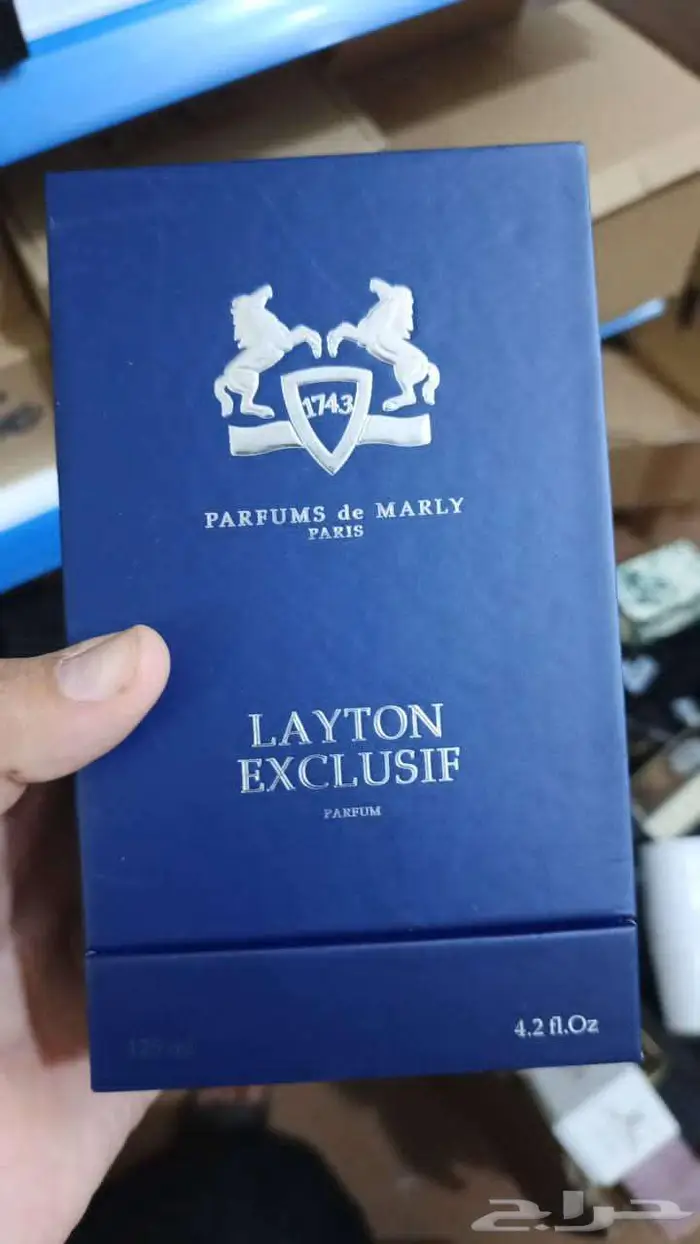 1743
PARFUMS de MARLY
PARIS
LAYTON
EXCLUSIF
PARFUM
4.2 fl.Oz
حراج